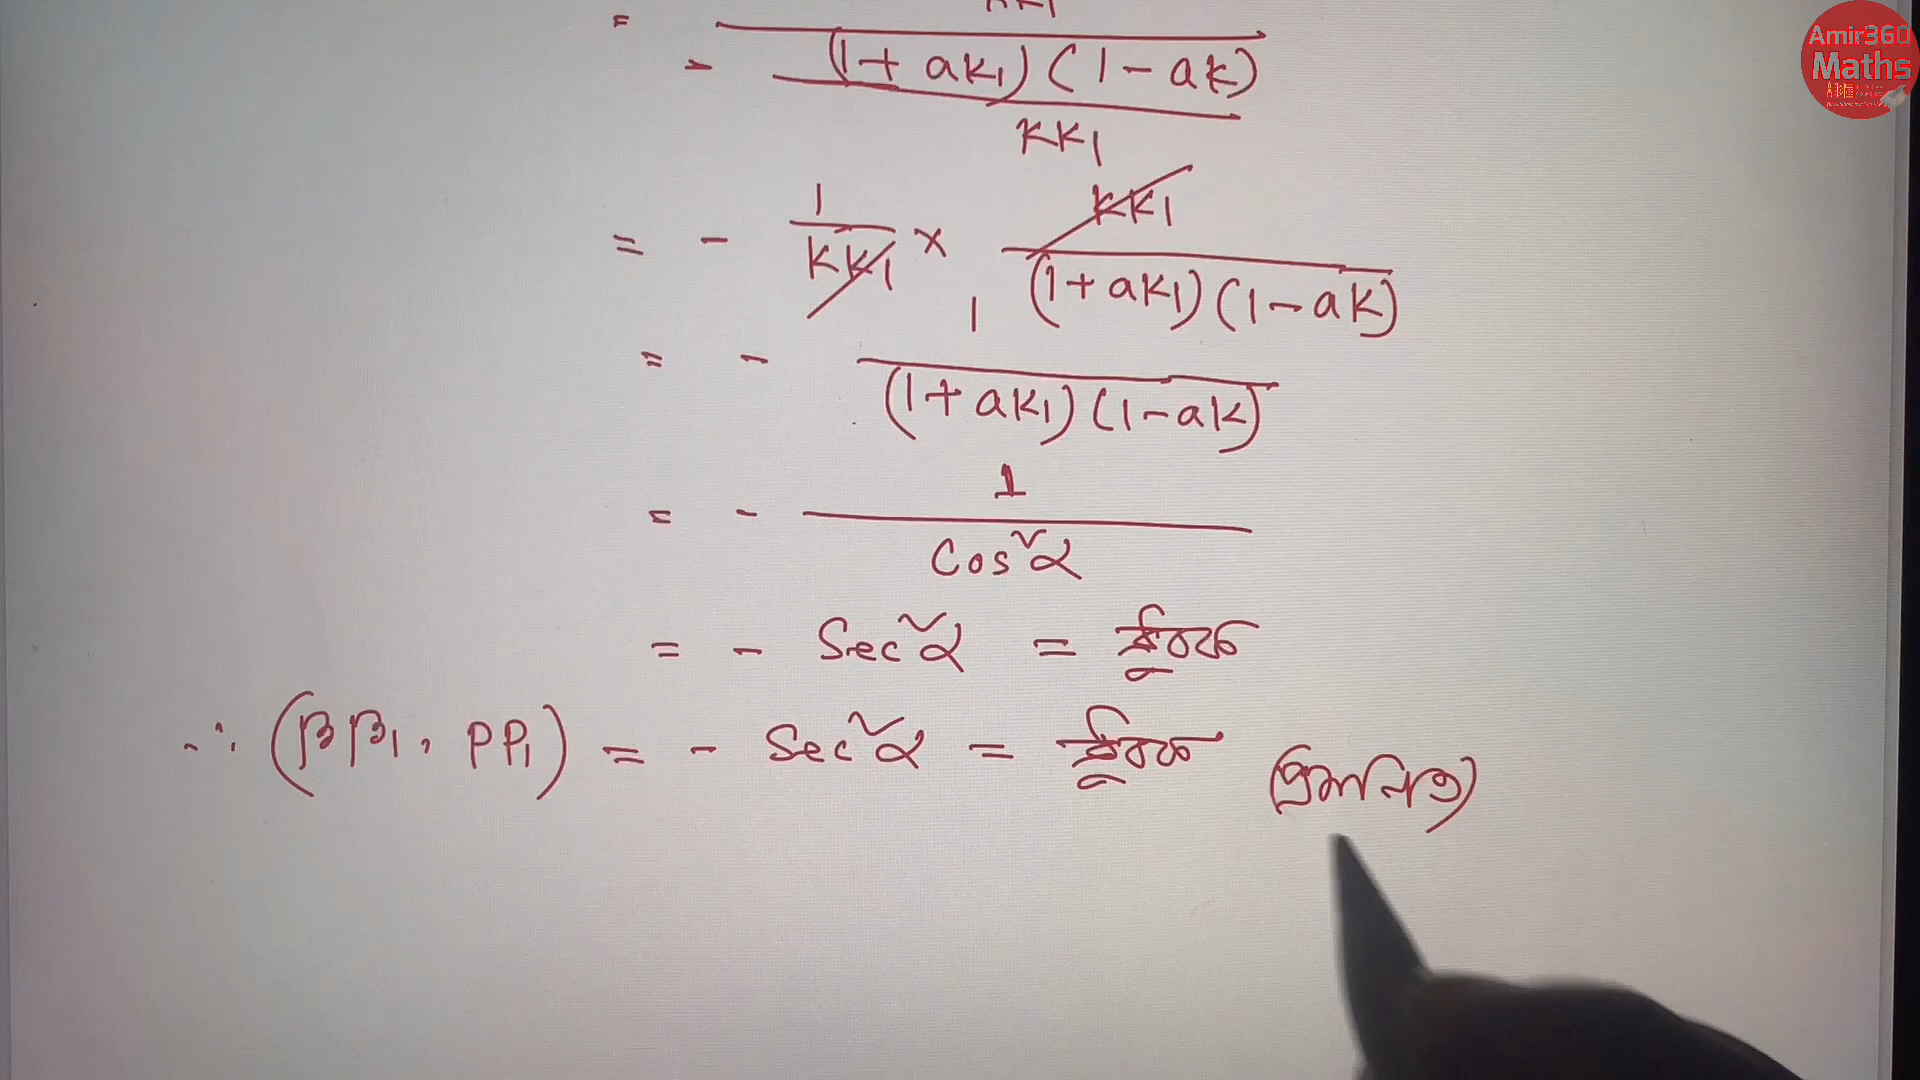 Amir360
Maths
= 
- (1+ak₁)(1-ak)
kk₁
= - 1/kk₁ × kk₁/(1+ak₁)(1-ak)
= - 1/(1+ak₁)(1-ak)
= - 1/Cos²α
= - Sec²α = ধ্রুবক
∴ (ββ₁, PP₁) = - Sec²α = ধ্রুবক (প্রমানিত)